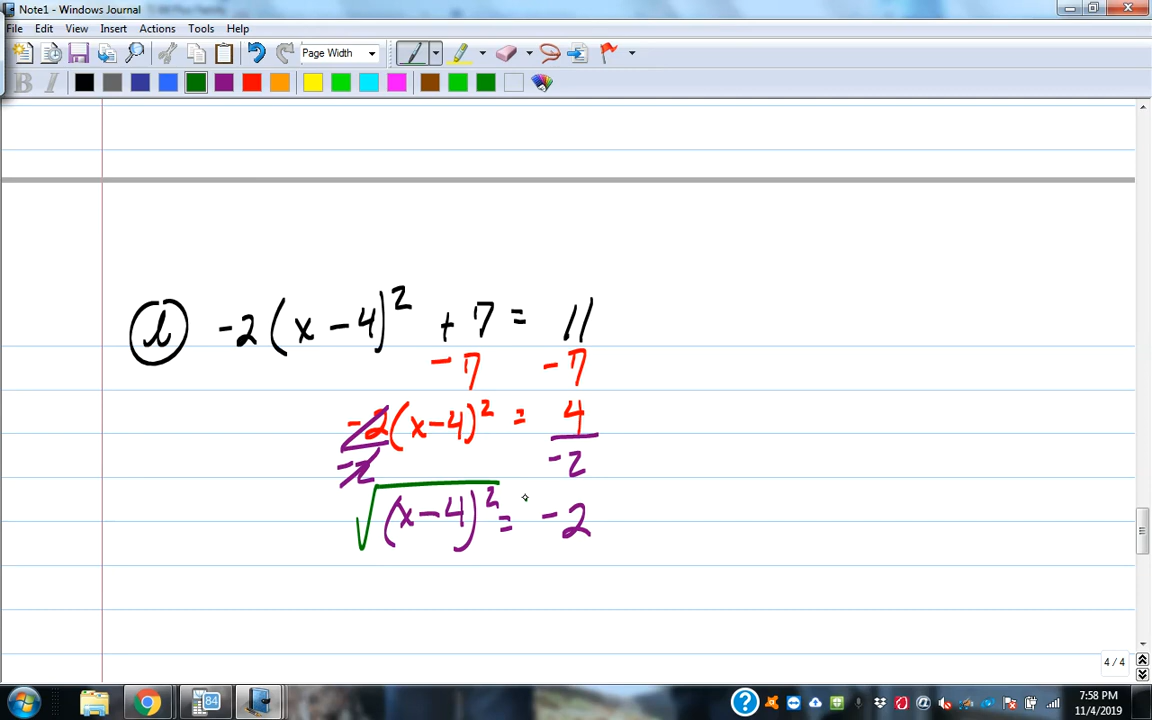 Note1 - Windows Journal
File Edit View Insert Actions Tools Help
Page Width
B I
ⓓ -2(x-4)² + 7 = 11
-7 -7
-2(x-4)² = 4
-2 -2
√(x-4)² = -2
4 / 4
84
7:58 PM
11/4/2019